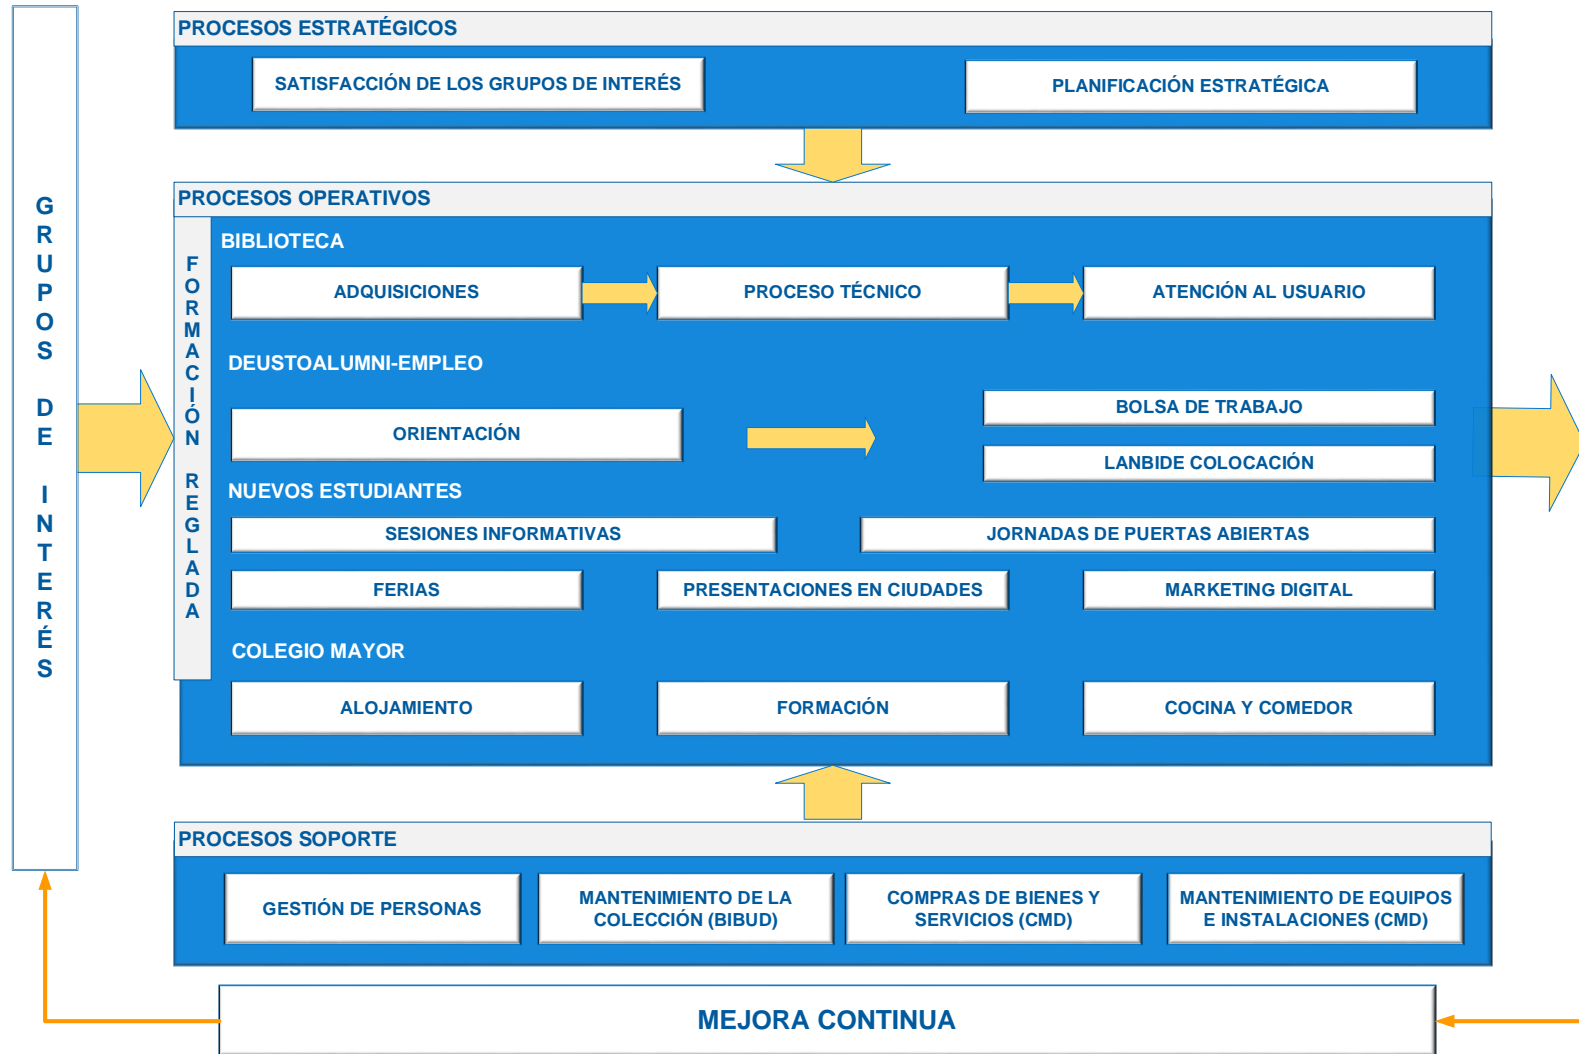 PROCESOS ESTRATÉGICOS
SATISFACCIÓN DE LOS GRUPOS DE INTERÉS
PLANIFICACIÓN ESTRATÉGICA
GRUPOS DE INTERÉS
PROCESOS OPERATIVOS
FORMACIÓN REGLADA
BIBLIOTECA
ADQUISICIONES
PROCESO TÉCNICO
ATENCIÓN AL USUARIO
DEUSTOALUMNI-EMPLEO
ORIENTACIÓN
BOLSA DE TRABAJO
LANBIDE COLOCACIÓN
NUEVOS ESTUDIANTES
SESIONES INFORMATIVAS
JORNADAS DE PUERTAS ABIERTAS
FERIAS
PRESENTACIONES EN CIUDADES
MARKETING DIGITAL
COLEGIO MAYOR
ALOJAMIENTO
FORMACIÓN
COCINA Y COMEDOR
PROCESOS SOPORTE
GESTIÓN DE PERSONAS
MANTENIMIENTO DE LA
COLECCIÓN (BIBUD)
COMPRAS DE BIENES Y
SERVICIOS (CMD)
MANTENIMIENTO DE EQUIPOS
E INSTALACIONES (CMD)
MEJORA CONTINUA